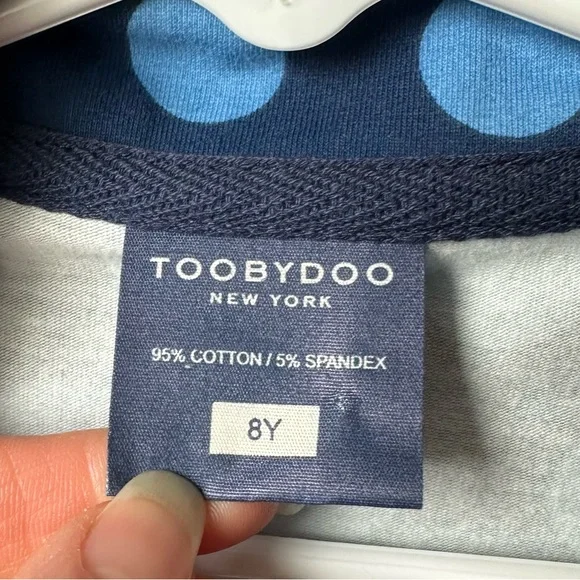 TOOBYDOO
NEW YORK
95% COTTON / 5% SPANDEX
8Y